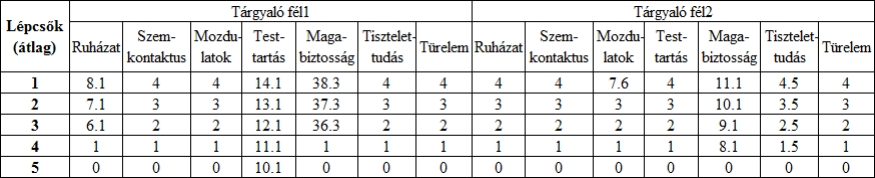 Lépcsők (átlag) Tárgyaló fél1 Tárgyaló fél2
Ruházat Szem-kontaktus Mozdu-latok Test-tartás Maga-biztosság Tisztelet-tudás Türelem Ruházat Szem-kontaktus Mozdu-latok Test-tartás Maga-biztosság Tisztelet-tudás Türelem
1 8.1 4 4 14.1 38.3 4 4 4 4 7.6 4 11.1 4.5 4
2 7.1 3 3 13.1 37.3 3 3 3 3 3 3 10.1 3.5 3
3 6.1 2 2 12.1 36.3 2 2 2 2 2 2 9.1 2.5 2
4 1 1 1 11.1 1 1 1 1 1 1 1 8.1 1.5 1
5 0 0 0 10.1 0 0 0 0 0 0 0 0 0 0